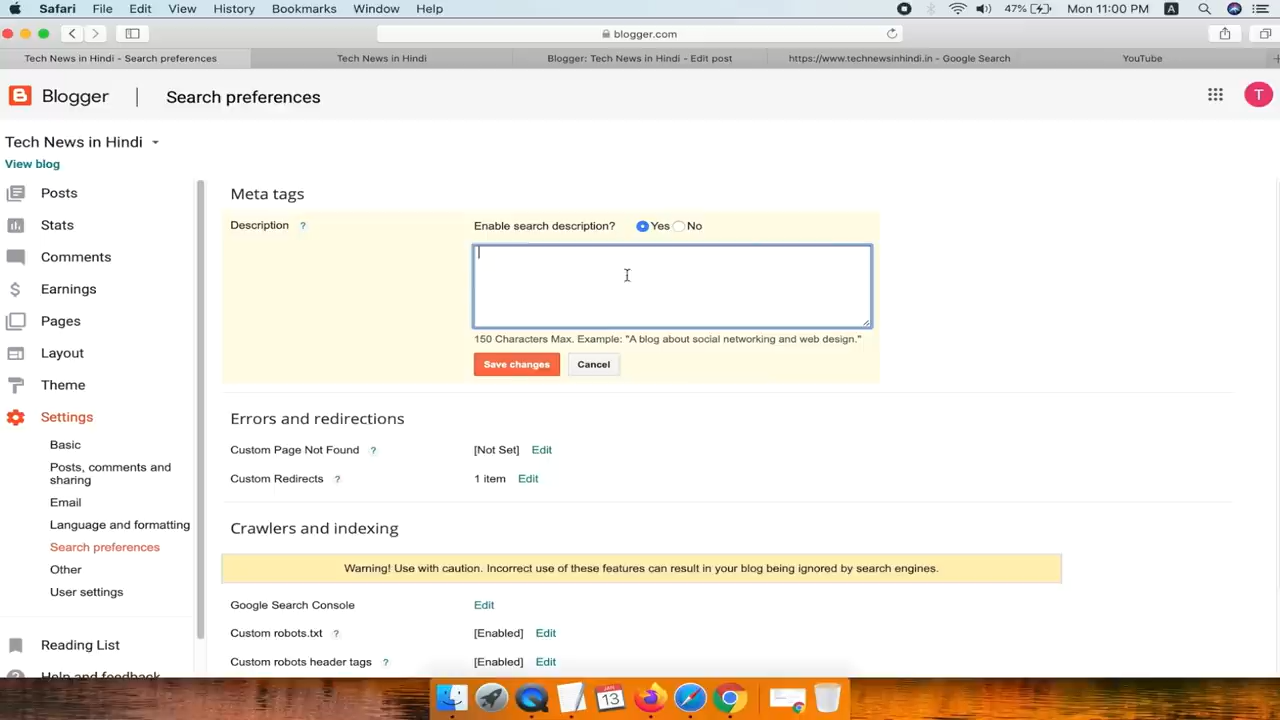 Safari File Edit View History Bookmarks Window Help 47% Mon 11:00 PM A
blogger.com
Tech News in Hindi - Search preferences Tech News in Hindi Blogger: Tech News in Hindi - Edit post https://www.technewsinhindi.in - Google Search YouTube
Blogger | Search preferences T
Tech News in Hindi
View blog
Posts
Stats
Comments
Earnings
Pages
Layout
Theme
Settings
Basic
Posts, comments and
sharing
Email
Language and formatting
Search preferences
Other
User settings
Reading List
Help and feedback
Meta tags
Description ? Enable search description? Yes No
150 Characters Max. Example: "A blog about social networking and web design."
Save changes Cancel
Errors and redirections
Custom Page Not Found ? [Not Set] Edit
Custom Redirects ? 1 item Edit
Crawlers and indexing
Warning! Use with caution. Incorrect use of these features can result in your blog being ignored by search engines.
Google Search Console Edit
Custom robots.txt ? [Enabled] Edit
Custom robots header tags ? [Enabled] Edit
JAN
13